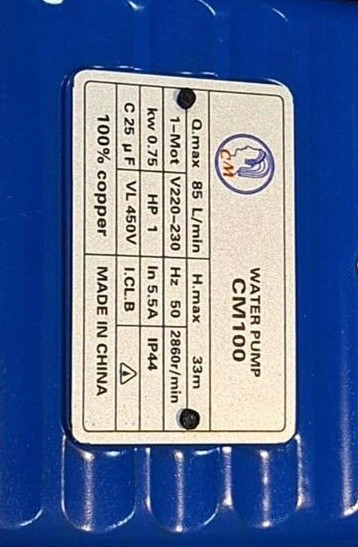 CM
WATER PUMP
CM100
Q.max 85 L/min H.max 33m
1-Mot V220-230 Hz 50 2860r/min
kw 0.75 HP 1 In 5.5A IP44
C 25 μF VL 450V I.CL.B
100% copper MADE IN CHINA